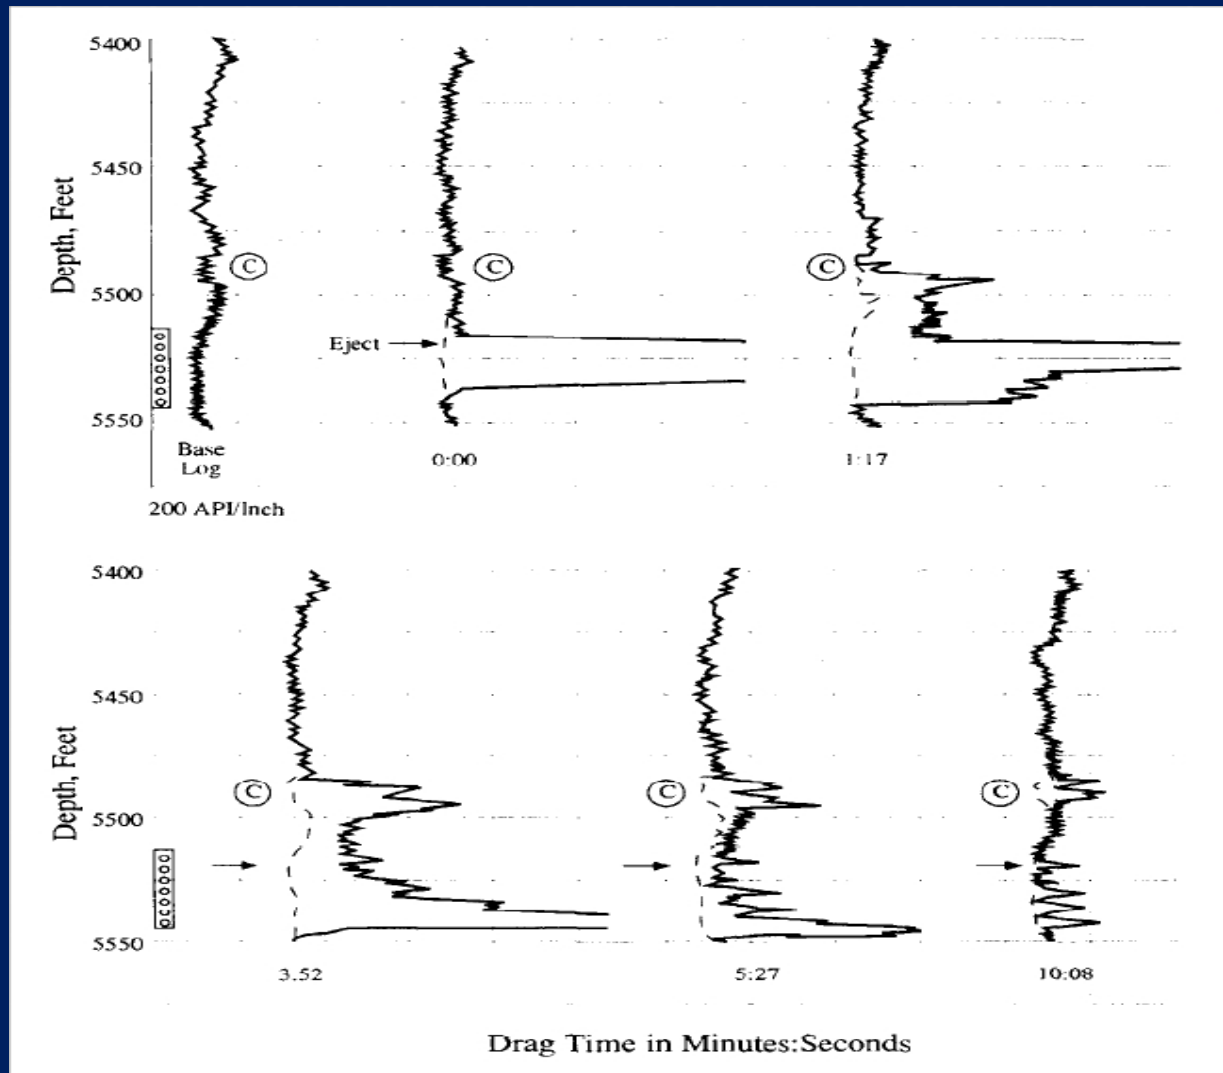 5400
5450
Depth, Feet
C
C
C
5500
Eject
5550
Base
Log
0:00
1:17
200 API/Inch
5400
5450
Depth, Feet
C
C
C
5500
5550
3.52
5:27
10:08
Drag Time in Minutes:Seconds